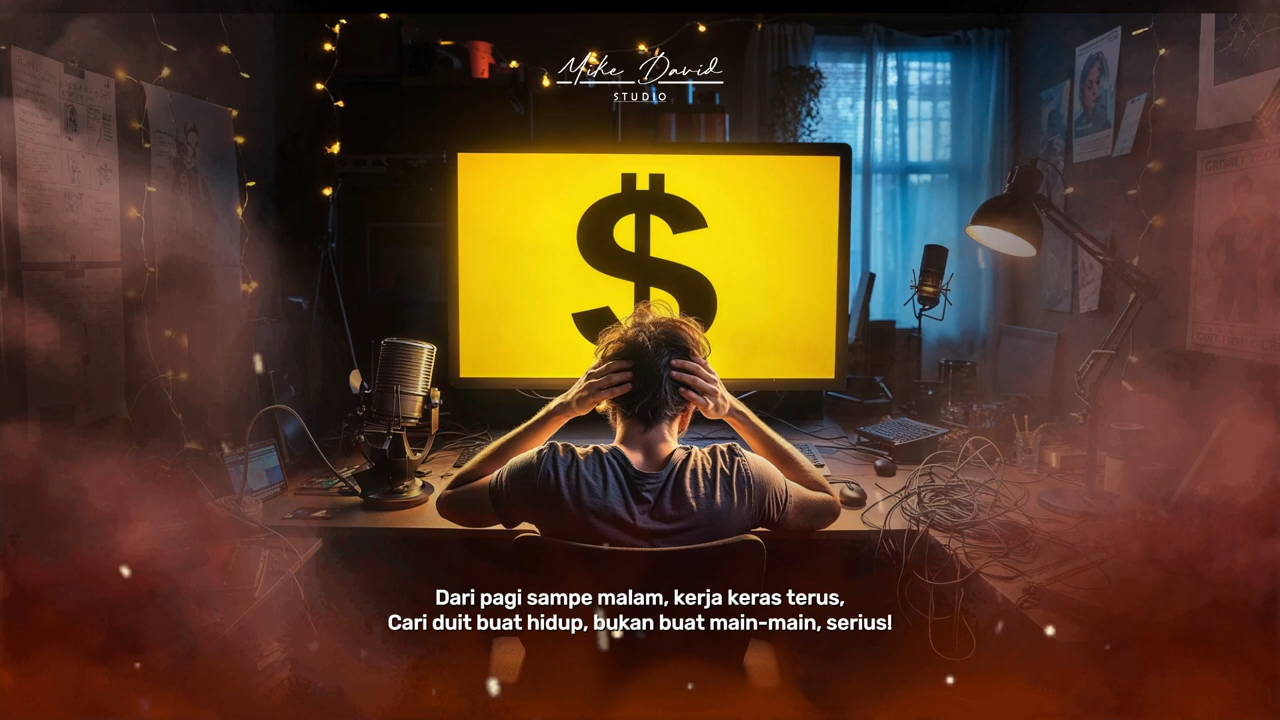 Mike David
STUDIO
$
Dari pagi sampe malam, kerja keras terus,
Cari duit buat hidup, bukan buat main-main, serius!